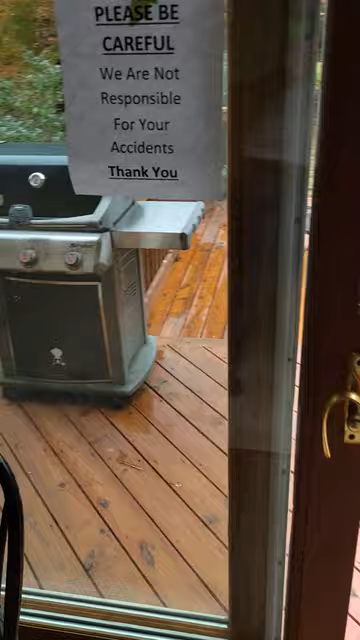 PLEASE BE
CAREFUL
We Are Not
Responsible
For Your
Accidents
Thank You